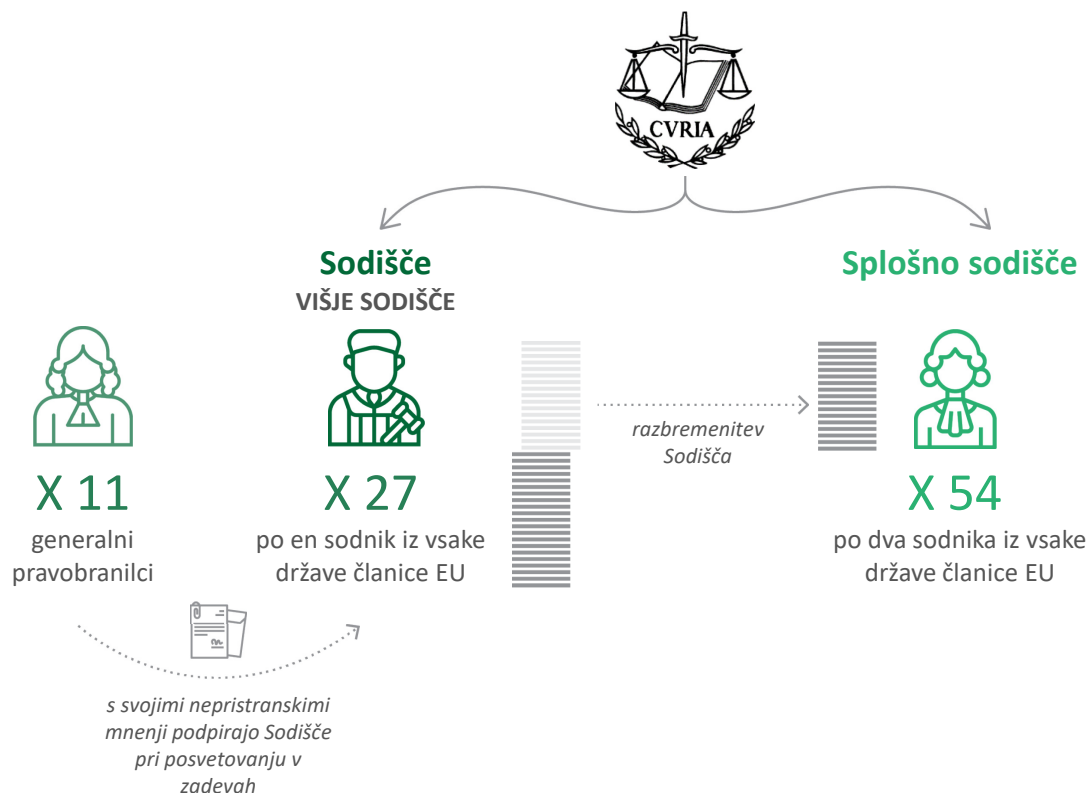 CVRIA
Sodišče
VIŠJE SODIŠČE
Splošno sodišče
X 11
generalni
pravobranilci
X 27
po en sodnik iz vsake
države članice EU
razbremenitev
Sodišča
X 54
po dva sodnika iz vsake
države članice EU
s svojimi nepristranskimi
mnenji podpirajo Sodišče
pri posvetovanju v
zadevah